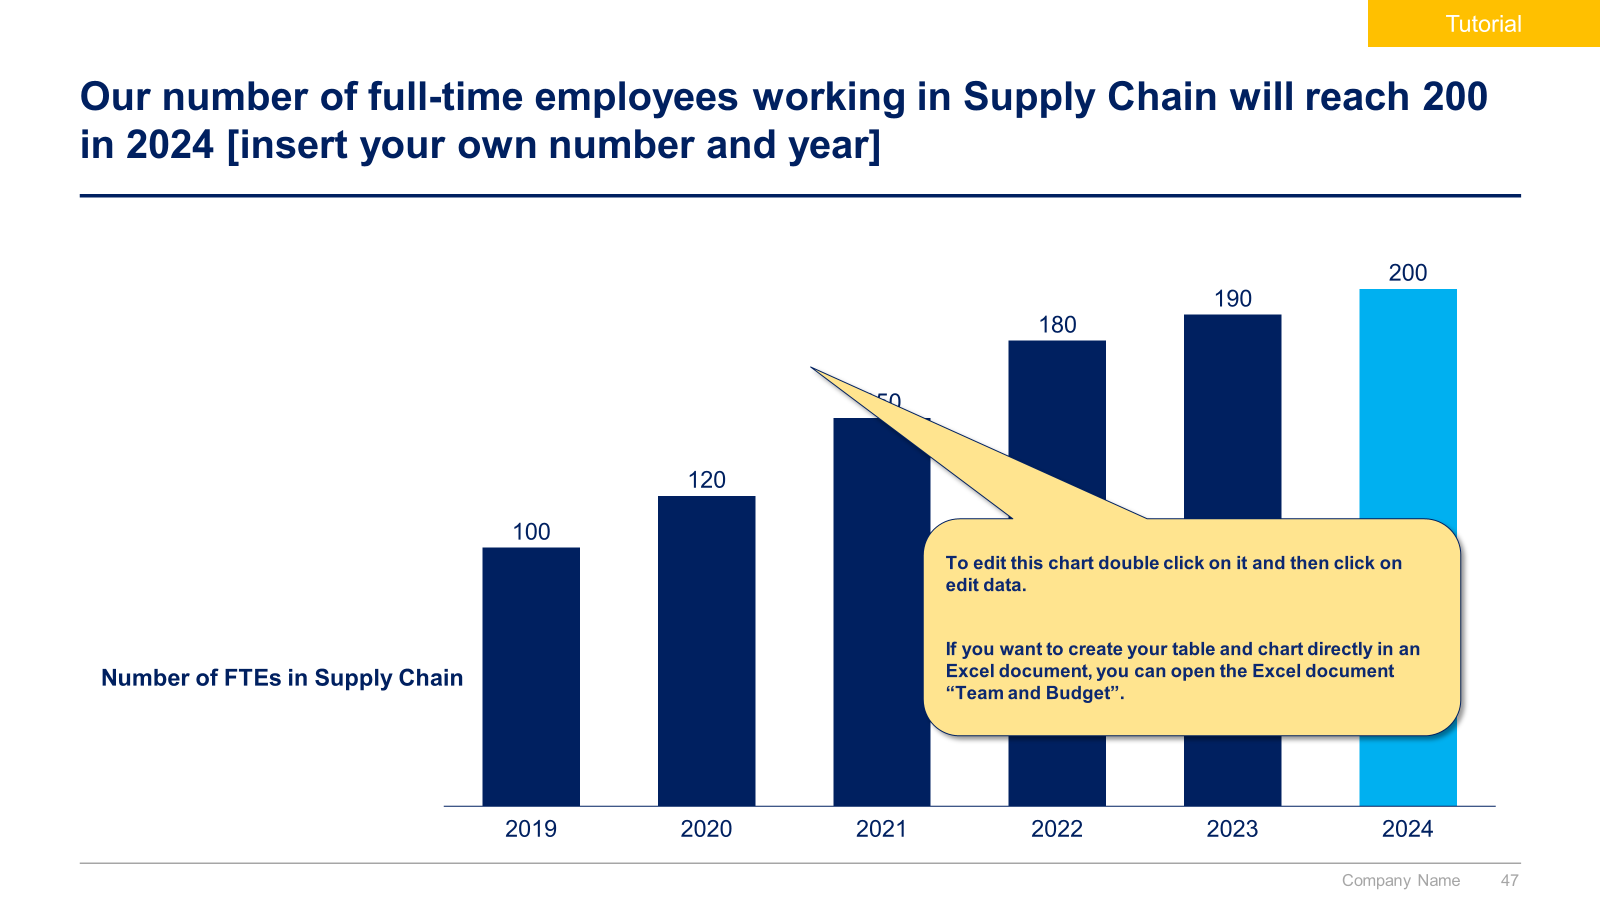 Tutorial
Our number of full-time employees working in Supply Chain will reach 200
in 2024 [insert your own number and year]
200
190
180
50
120
100
To edit this chart double click on it and then click on
edit data.
If you want to create your table and chart directly in an
Excel document, you can open the Excel document
“Team and Budget”.
Number of FTEs in Supply Chain
2019
2020
2021
2022
2023
2024
Company Name
47